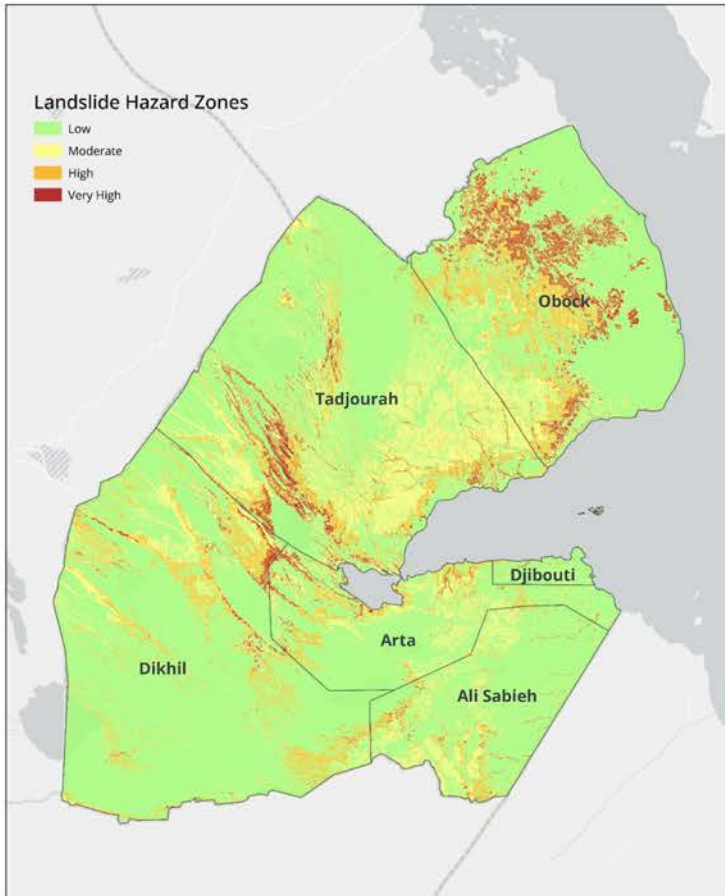 Landslide Hazard Zones
Low
Moderate
High
Very High
Obock
Tadjourah
Djibouti
Arta
Dikhil
Ali Sabieh